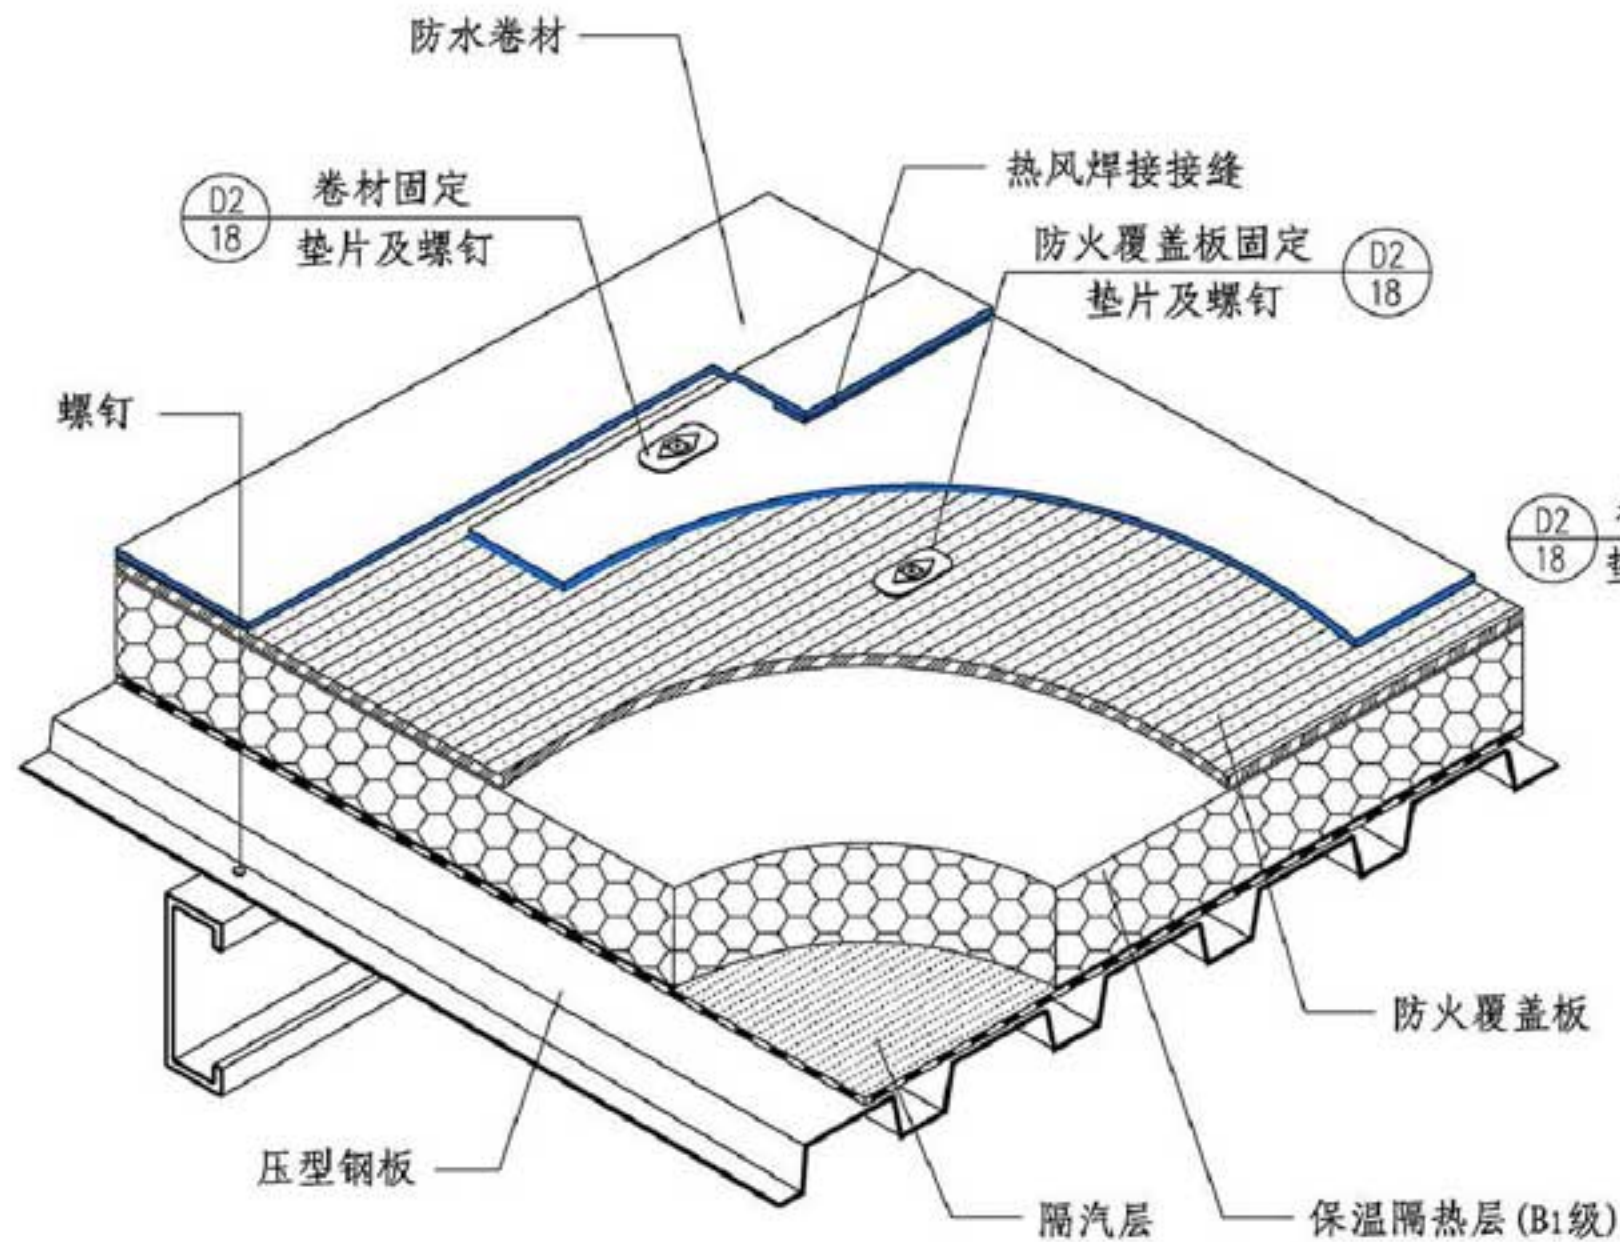 防水卷材
热风焊接接缝
D2
18
卷材固定
垫片及螺钉
防火覆盖板固定
垫片及螺钉
D2
18
螺钉
D2
18
防火覆盖板
压型钢板
隔汽层
保温隔热层(B1级)